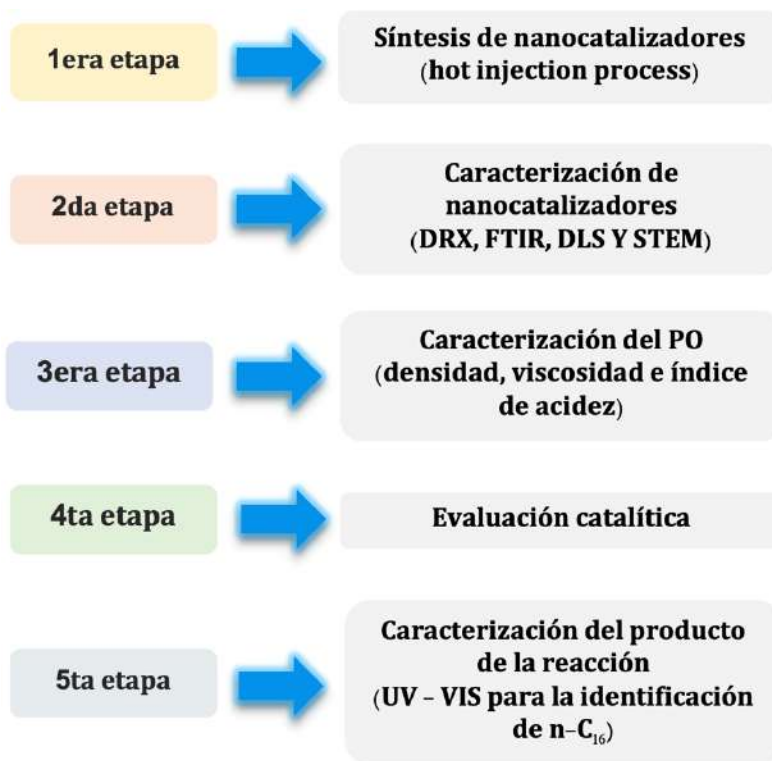 1era etapa
Síntesis de nanocatalizadores
(hot injection process)
2da etapa
Caracterización de
nanocatalizadores
(DRX, FTIR, DLS Y STEM)
3era etapa
Caracterización del PO
(densidad, viscosidad e índice
de acidez)
4ta etapa
Evaluación catalítica
5ta etapa
Caracterización del producto
de la reacción
(UV – VIS para la identificación
de n–C₁₆)